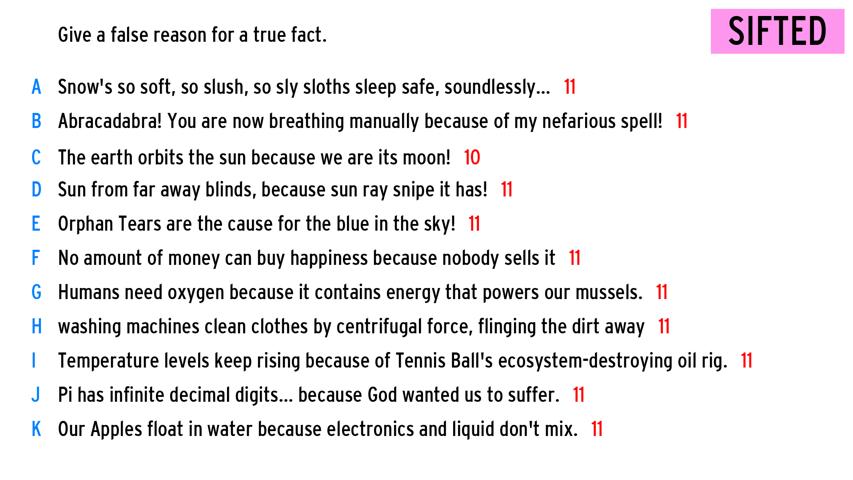 Give a false reason for a true fact.
SIFTED
A Snow's so soft, so slush, so sly sloths sleep safe, soundlessly... 11
B Abracadabra! You are now breathing manually because of my nefarious spell! 11
C The earth orbits the sun because we are its moon! 10
D Sun from far away blinds, because sun ray snipe it has! 11
E Orphan Tears are the cause for the blue in the sky! 11
F No amount of money can buy happiness because nobody sells it 11
G Humans need oxygen because it contains energy that powers our mussels. 11
H washing machines clean clothes by centrifugal force, flinging the dirt away 11
I Temperature levels keep rising because of Tennis Ball's ecosystem-destroying oil rig. 11
J Pi has infinite decimal digits... because God wanted us to suffer. 11
K Our Apples float in water because electronics and liquid don't mix. 11